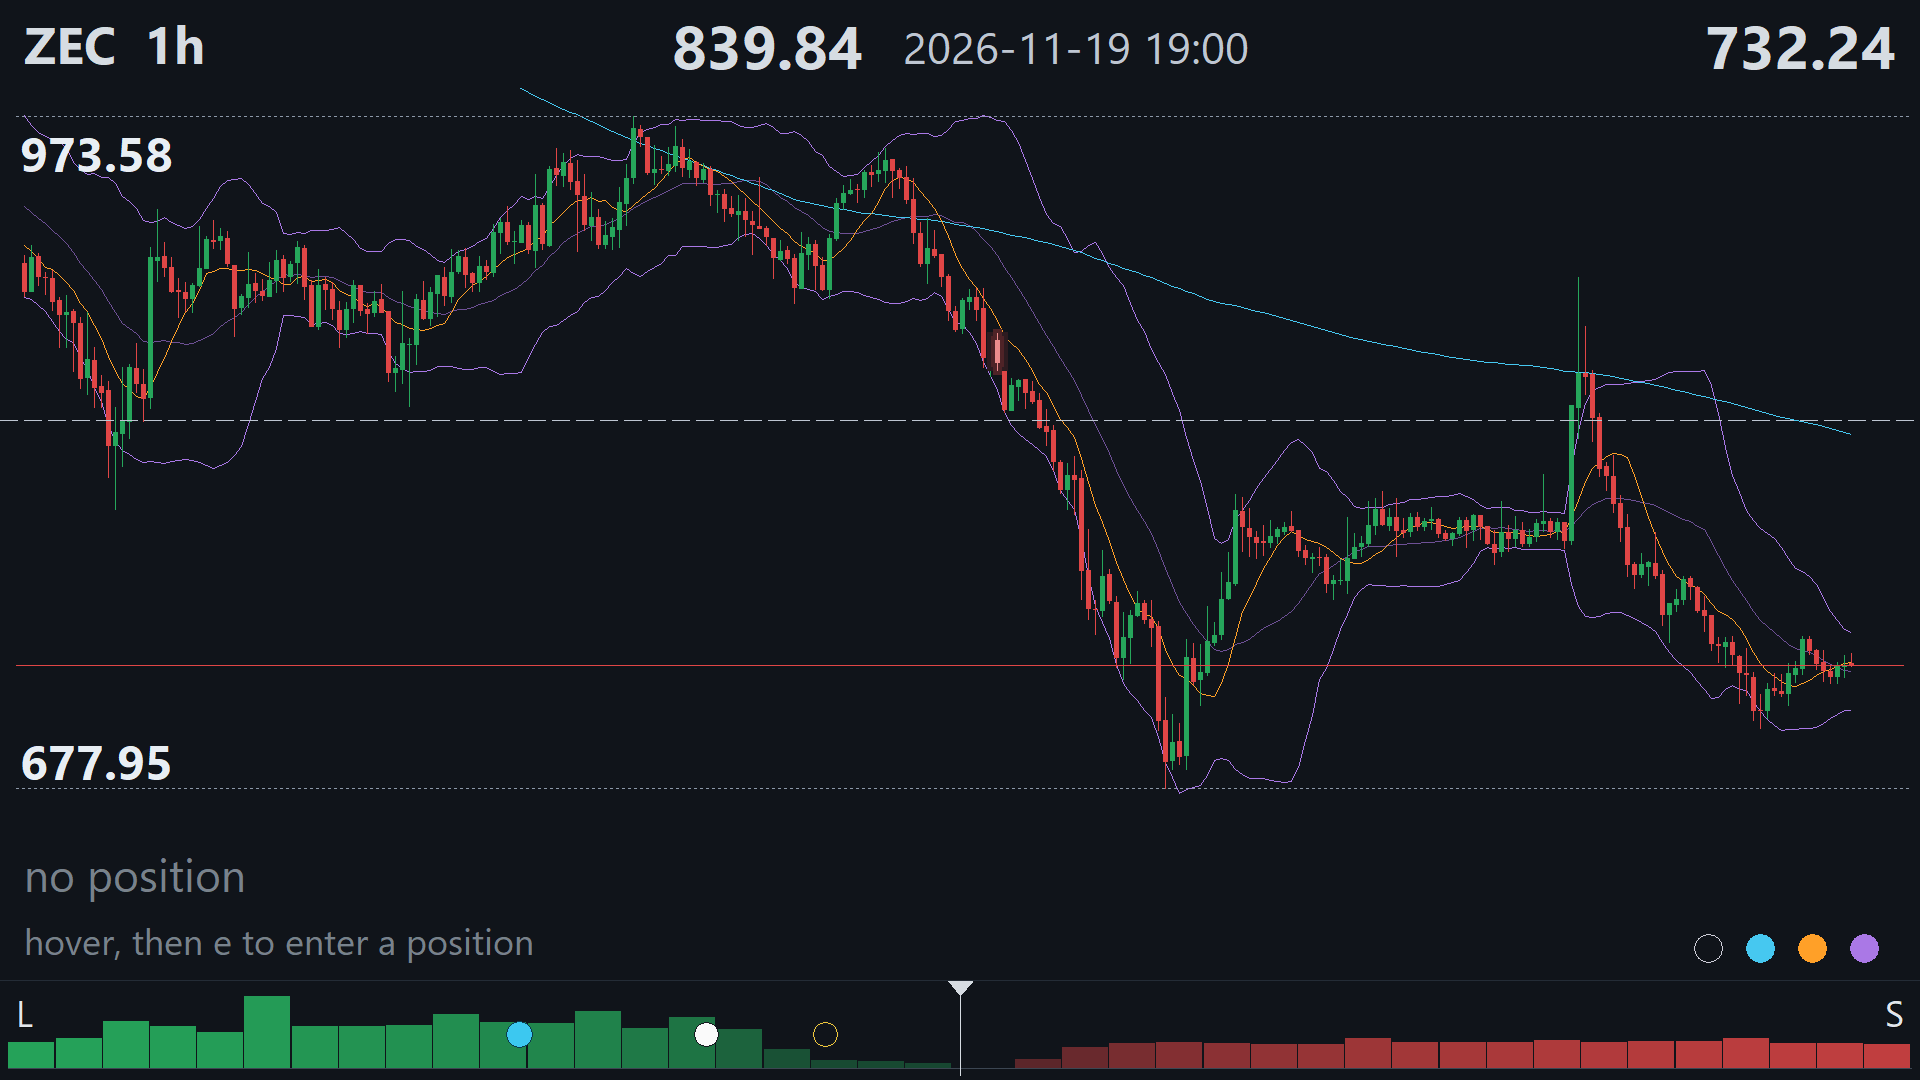 ZEC 1h
839.84 2026-11-19 19:00
732.24
973.58
677.95
no position
hover, then e to enter a position
L
S